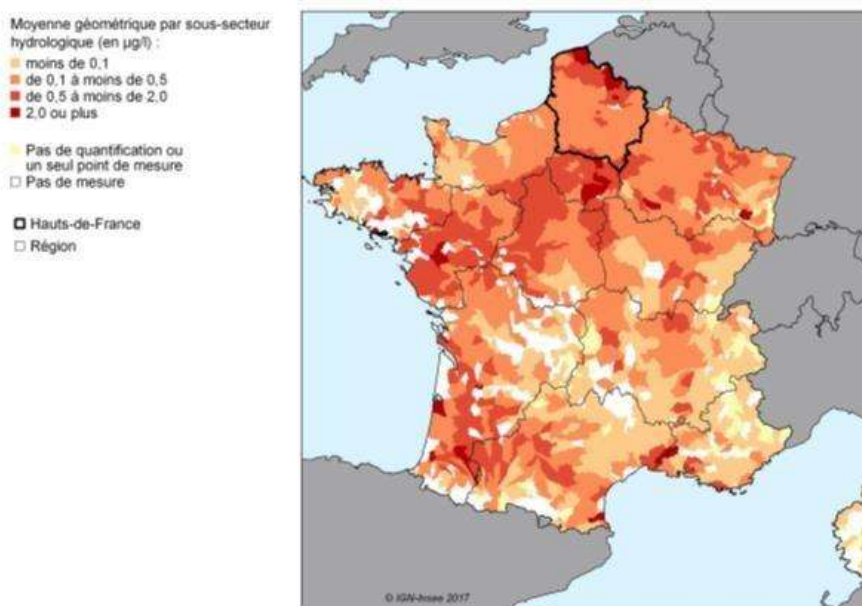 Moyenne géométrique par sous-secteur
hydrologique (en µg/l) :
moins de 0,1
de 0,1 à moins de 0,5
de 0,5 à moins de 2,0
2,0 ou plus
Pas de quantification ou
un seul point de mesure
Pas de mesure
Hauts-de-France
Région
© IGN-Insee 2017